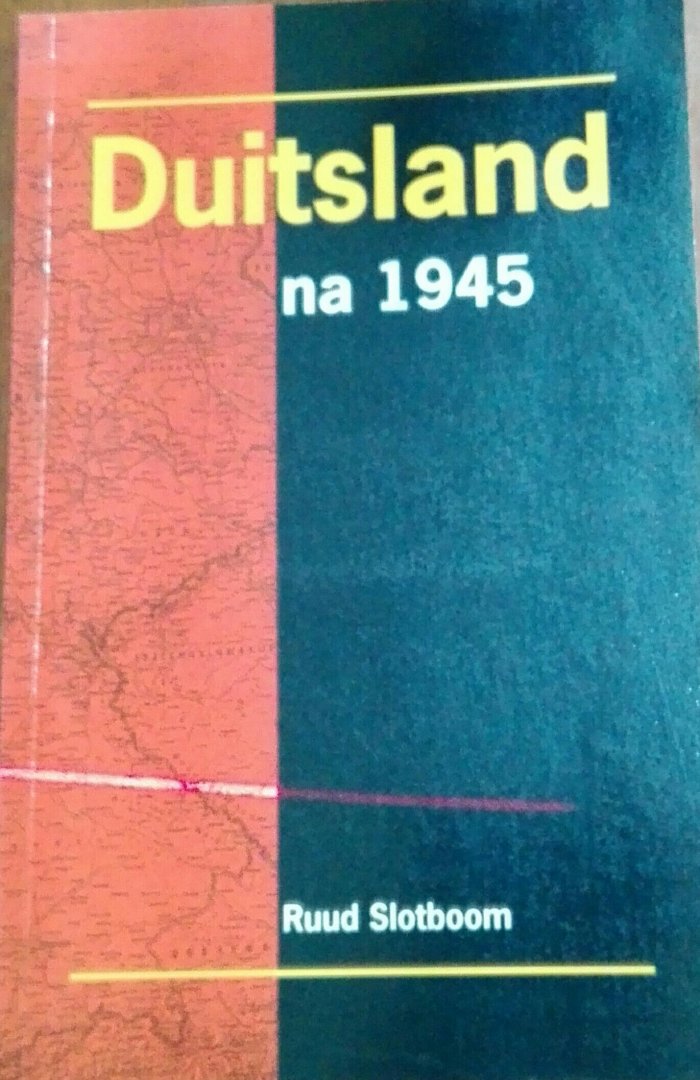 Duitsland
na 1945
Ruud Slotboom